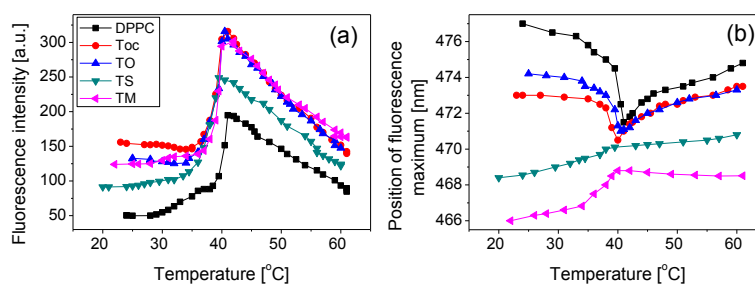 (a)
DPPC
Toc
TO
TS
TM
Fluorescence intensity [a.u.]
350
300
250
200
150
100
50
20 30 40 50 60
Temperature [°C]
(b)
Position of fluorescence
maximum [nm]
476
474
472
470
468
466
20 30 40 50 60
Temperature [°C]